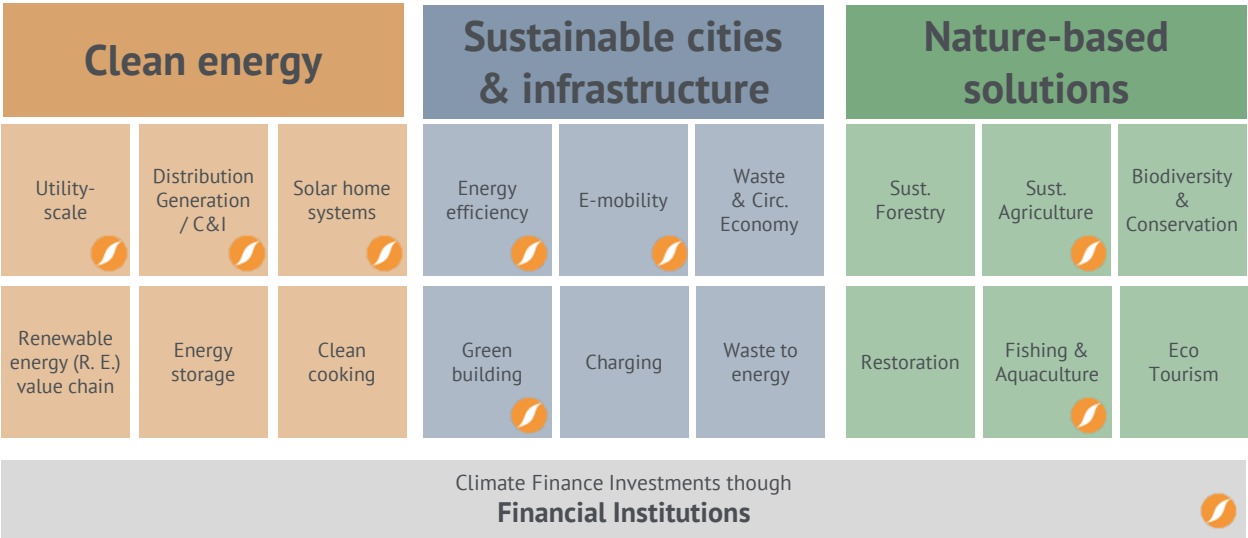 Clean energy
Sustainable cities
& infrastructure
Nature-based
solutions
Utility-
scale
Distribution
Generation
/ C&I
Solar home
systems
Energy
efficiency
E-mobility
Waste
& Circ.
Economy
Sust.
Forestry
Sust.
Agriculture
Biodiversity
&
Conservation
Renewable
energy (R. E.)
value chain
Energy
storage
Clean
cooking
Green
building
Charging
Waste to
energy
Restoration
Fishing &
Aquaculture
Eco
Tourism
Climate Finance Investments though
Financial Institutions